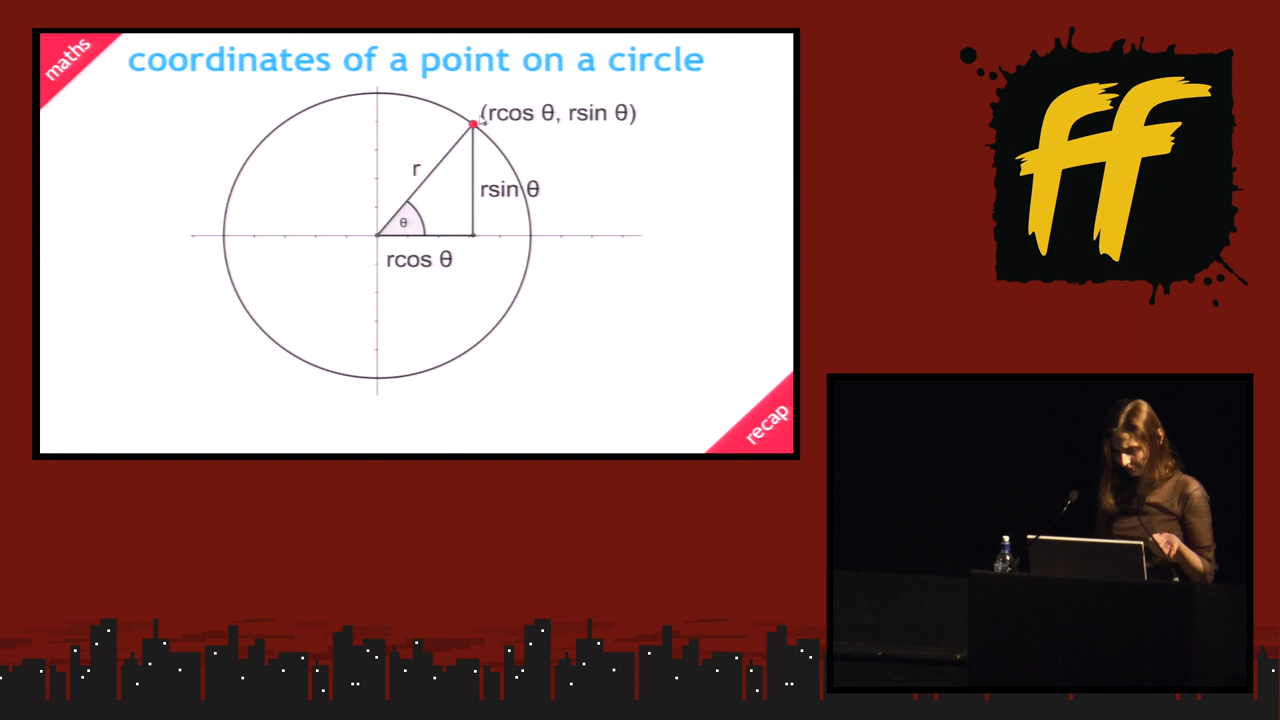 maths
coordinates of a point on a circle
(rcos θ, rsin θ)
r
rsin θ
θ
rcos θ
recap
ff